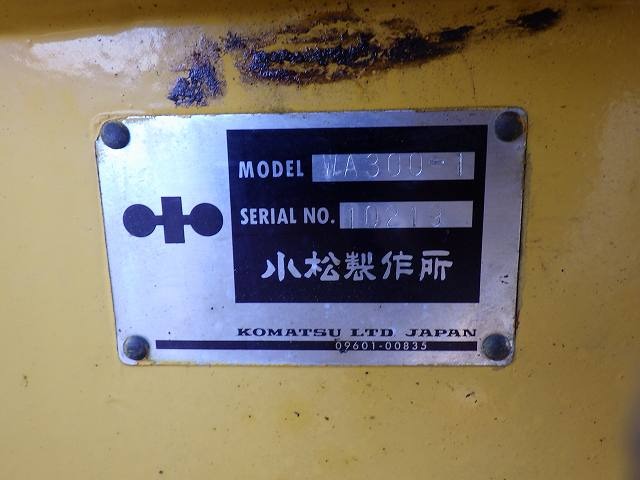 MODEL WA300-1
SERIAL NO. 10213
小松製作所
KOMATSU LTD JAPAN
09601-00835